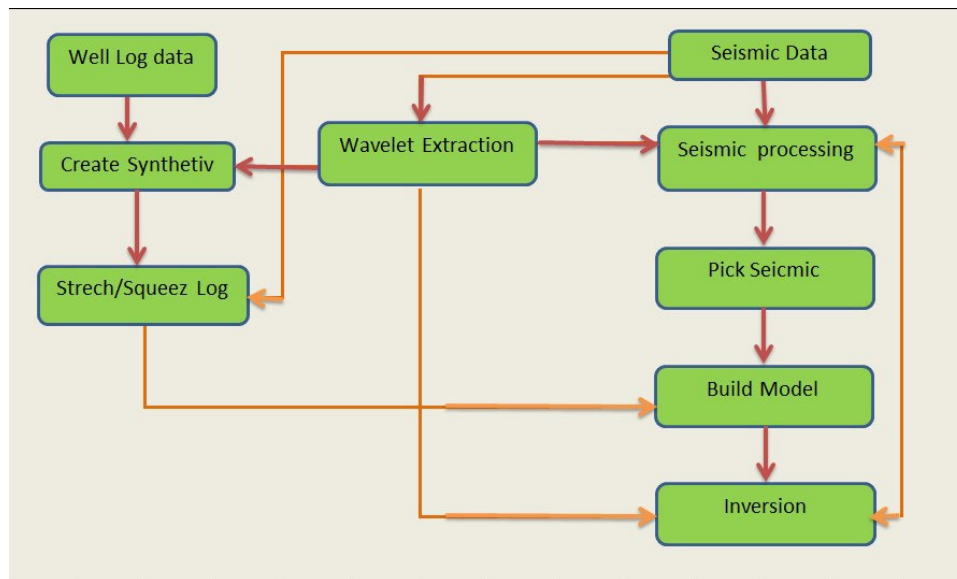 Well Log data
Seismic Data
Wavelet Extraction
Create Synthetiv
Seismic processing
Strech/Squeez Log
Pick Seicmic
Build Model
Inversion